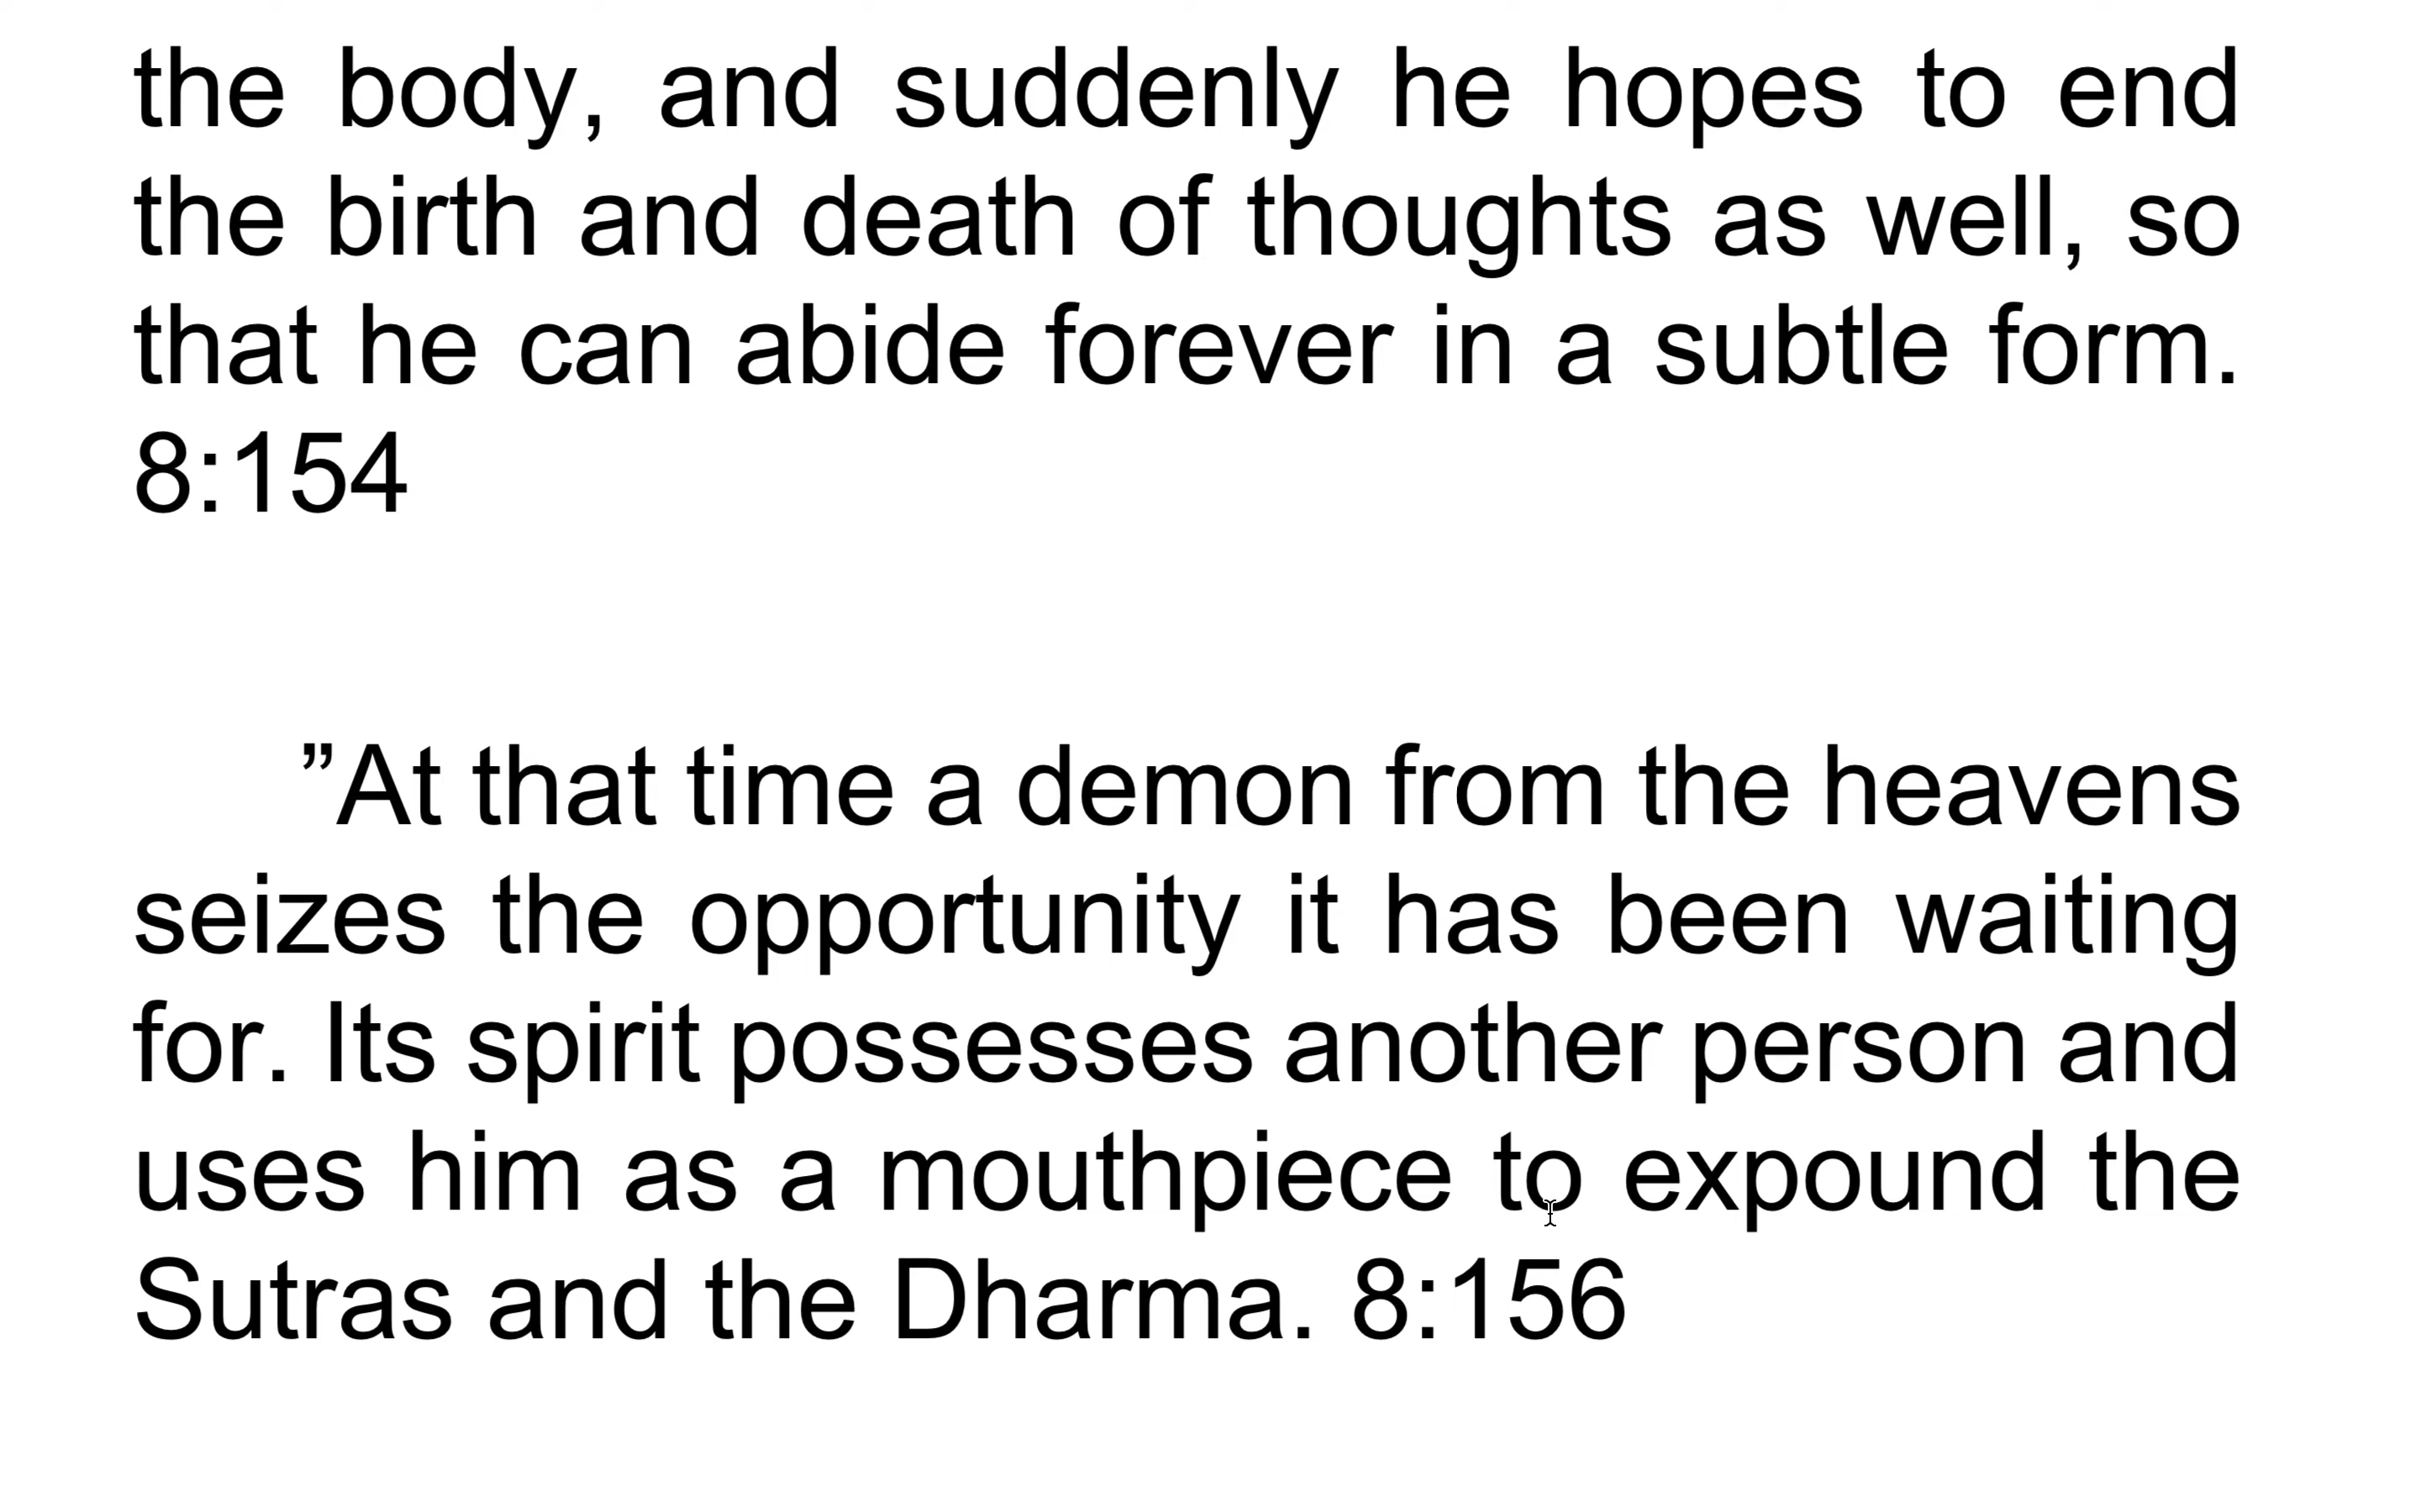 the body, and suddenly he hopes to end
the birth and death of thoughts as well, so
that he can abide forever in a subtle form.
8:154
”At that time a demon from the heavens
seizes the opportunity it has been waiting
for. Its spirit possesses another person and
uses him as a mouthpiece to expound the
Sutras and the Dharma. 8:156